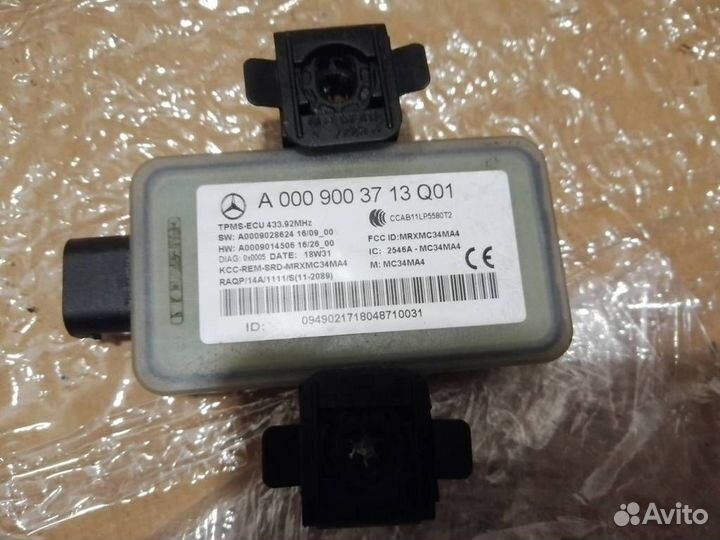 A 000 900 37 13 Q01
TPMS-ECU 433.92MHz
SW: A0009028624 16/09_00
HW: A0009014506 16/26_00
DIAG: 0x0005 DATE: 18W31
KCC-REM-SRD-MRXMC34MA4
RAQP/14A/1111/S(11-2089)
CCAB11LP5580T2
FCC ID: MRXMC34MA4
IC: 2546A - MC34MA4
M: MC34MA4
CE
ID:
0949021718048710031
Avito